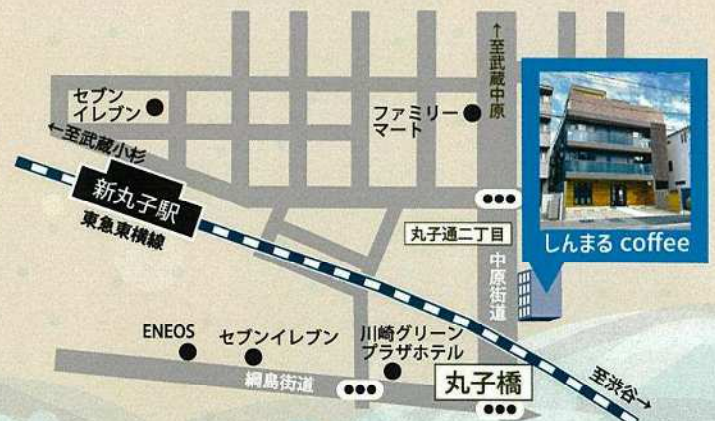 ↑至武蔵中原
セブン
イレブン
ファミリー
マート
←至武蔵小杉
新丸子駅
東急東横線
丸子通二丁目
しんまる coffee
中原街道
ENEOS
セブンイレブン
川崎グリーン
プラザホテル
綱島街道
丸子橋
至渋谷→